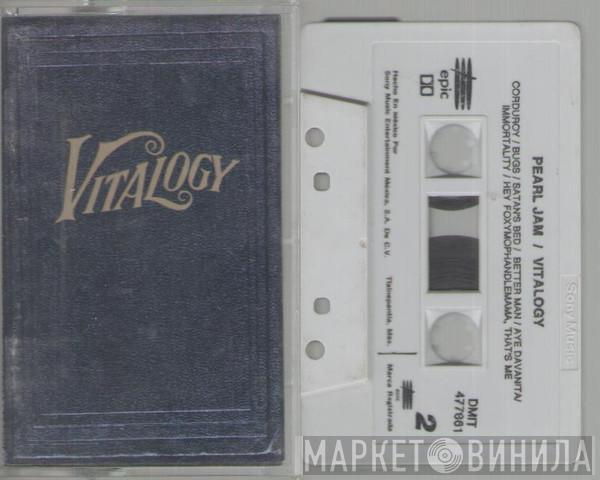 VITALOGY
epic
Hecho En México Por
Sony Music Entertainment México, S.A. De C.V. Tlalnepantla, Mex.
epic
Marca Registrada
PEARL JAM / VITALOGY
CORDUROY / BUGS / SATAN'S BED / BETTER MAN / AYE DAVANITA/
IMMORTALITY / HEY FOXYMOPHANDLEMAMA, THAT'S ME
DMIT
477861
2
Sony Music
МАРКЕТ ВИНИЛА